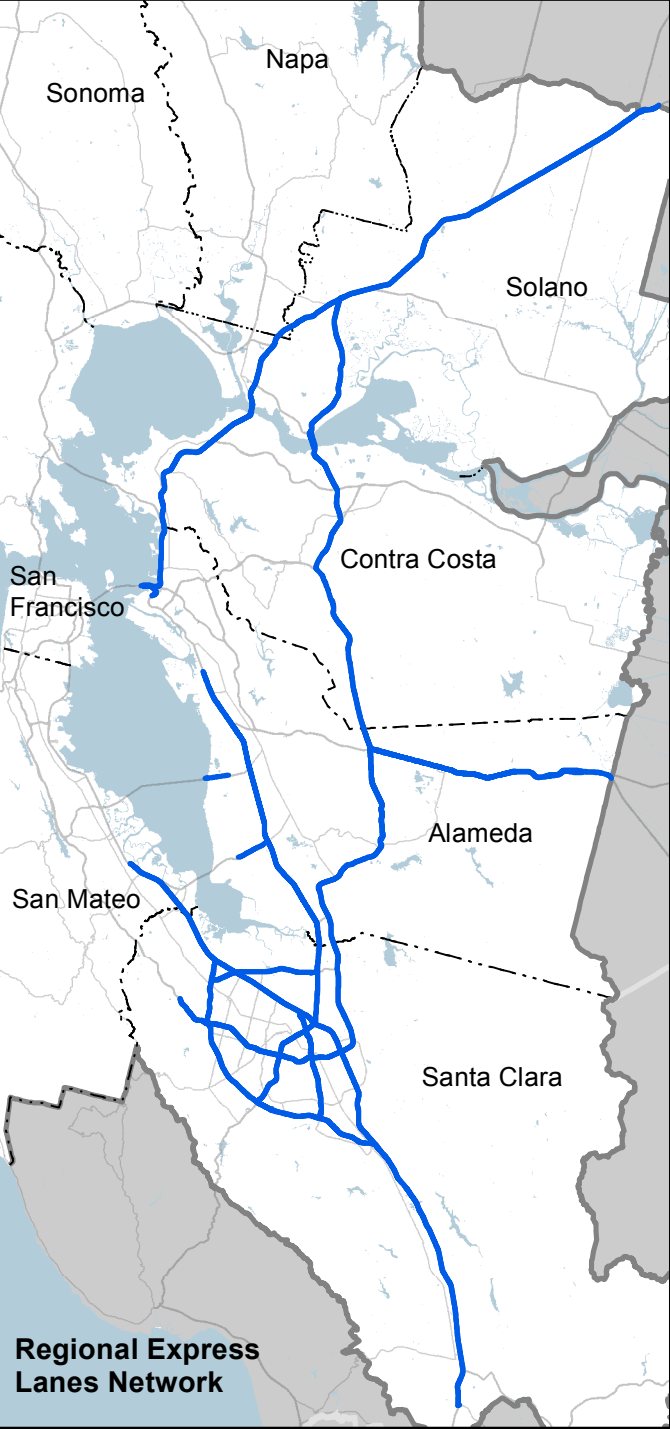 Napa
Sonoma
Solano
Contra Costa
San
Francisco
Alameda
San Mateo
Santa Clara
Regional Express
Lanes Network